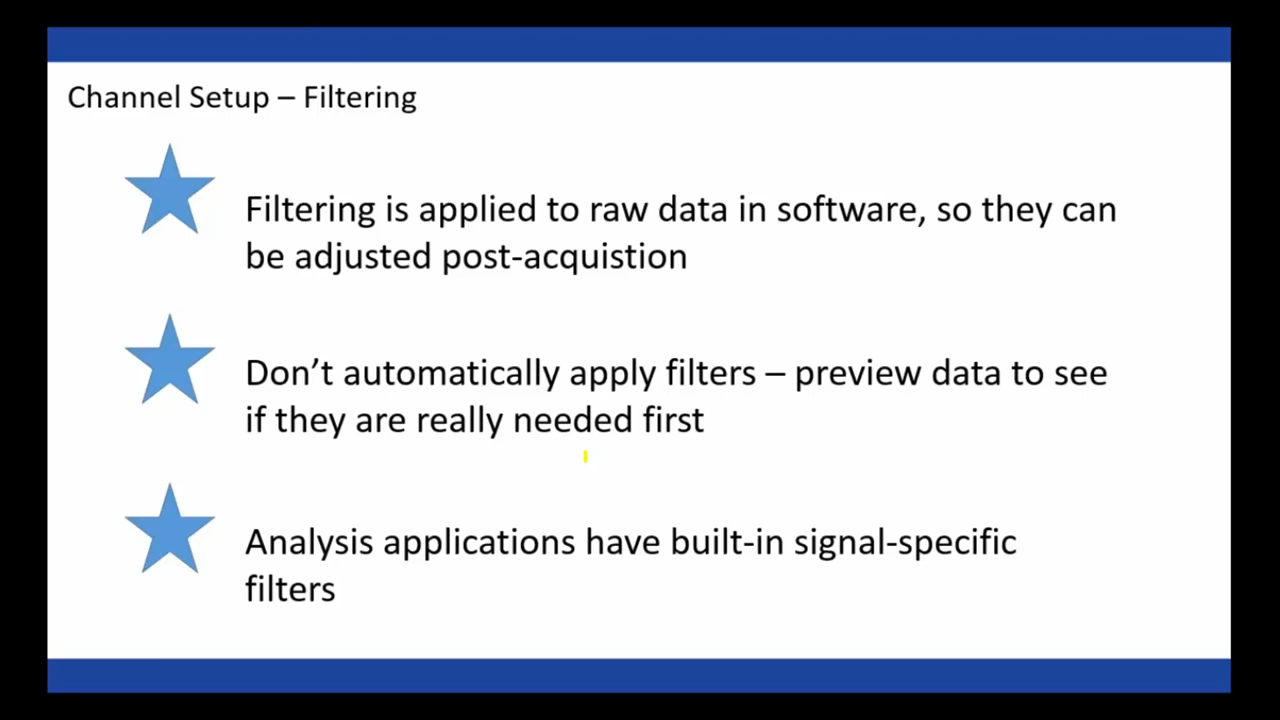 Channel Setup – Filtering
Filtering is applied to raw data in software, so they can
be adjusted post-acquistion
Don’t automatically apply filters – preview data to see
if they are really needed first
Analysis applications have built-in signal-specific
filters